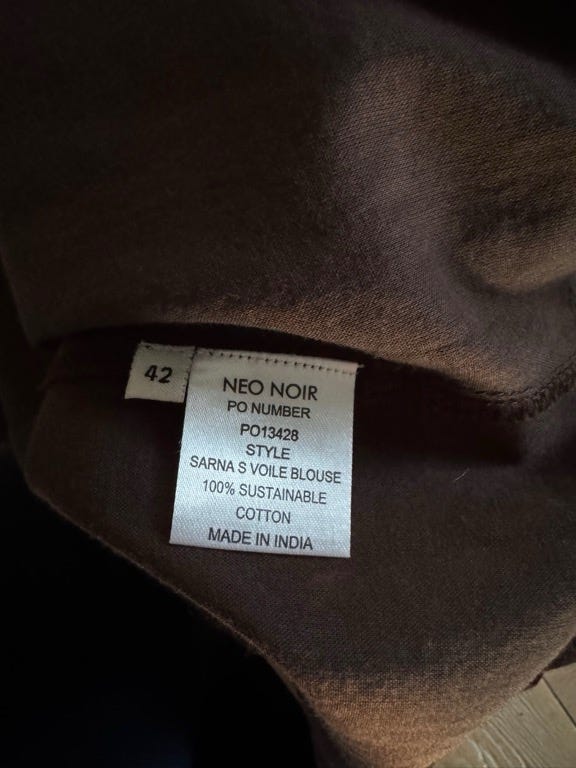 42
NEO NOIR
PO NUMBER
PO13428
STYLE
SARNA S VOILE BLOUSE
100% SUSTAINABLE
COTTON
MADE IN INDIA